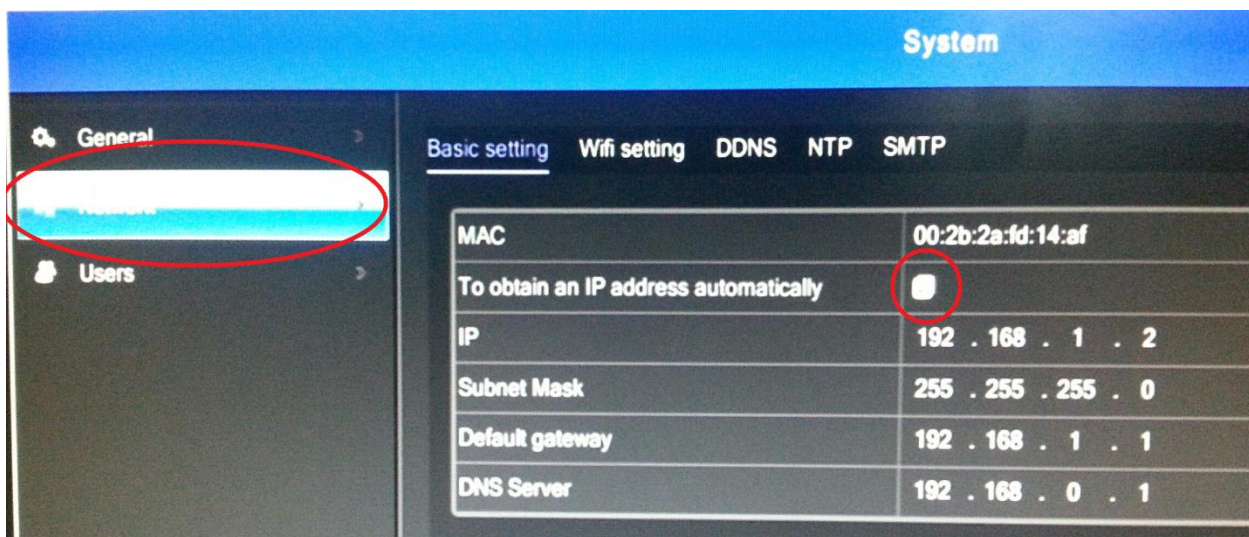 System
General
Network
Users
Basic setting Wifi setting DDNS NTP SMTP
MAC 00:2b:2a:fd:14:af
To obtain an IP address automatically
IP 192 . 168 . 1 . 2
Subnet Mask 255 . 255 . 255 . 0
Default gateway 192 . 168 . 1 . 1
DNS Server 192 . 168 . 0 . 1